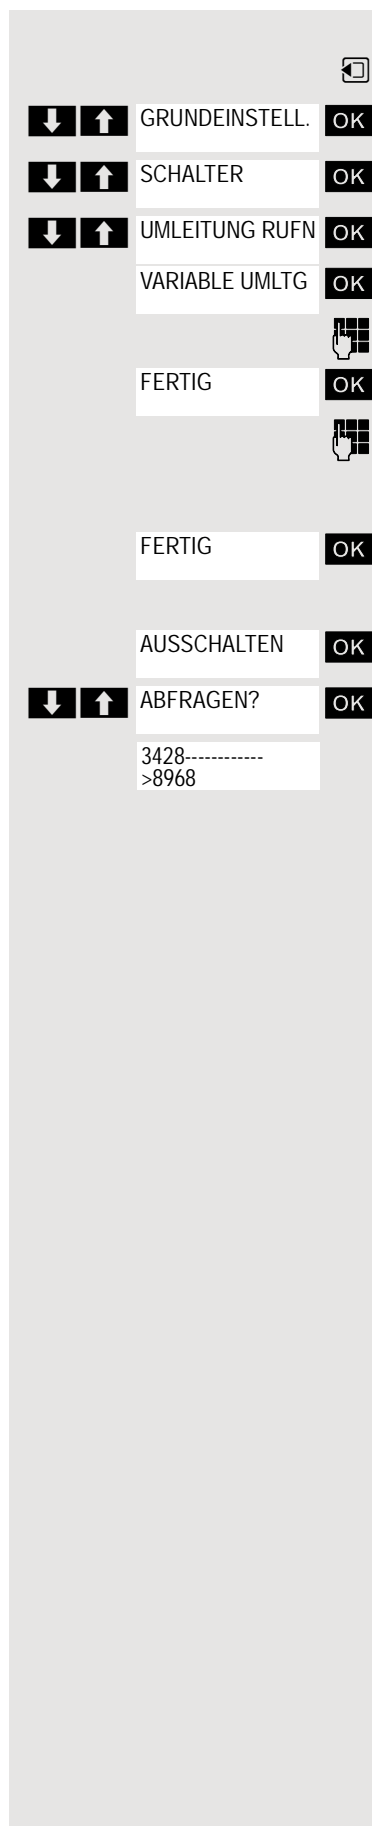 GRUNDEINSTELL. OK
SCHALTER OK
UMLEITUNG RUFN OK
VARIABLE UMLTG OK
FERTIG OK
FERTIG OK
AUSSCHALTEN OK
ABFRAGEN? OK
3428------------
>8968